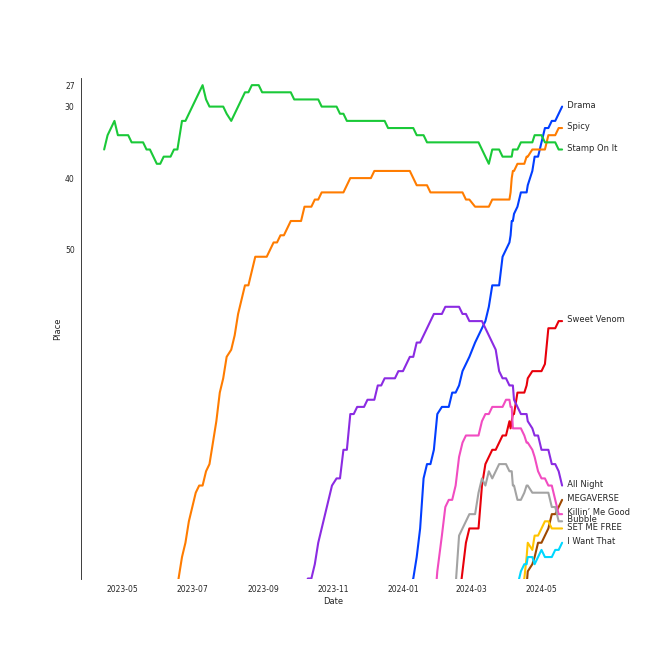 27
30
40
50
Place
Drama
Spicy
Stamp On It
Sweet Venom
All Night
MEGAVERSE
Killin' Me Good
Bubble
SET ME FREE
I Want That
2023-05
2023-07
2023-09
2023-11
2024-01
2024-03
2024-05
Date